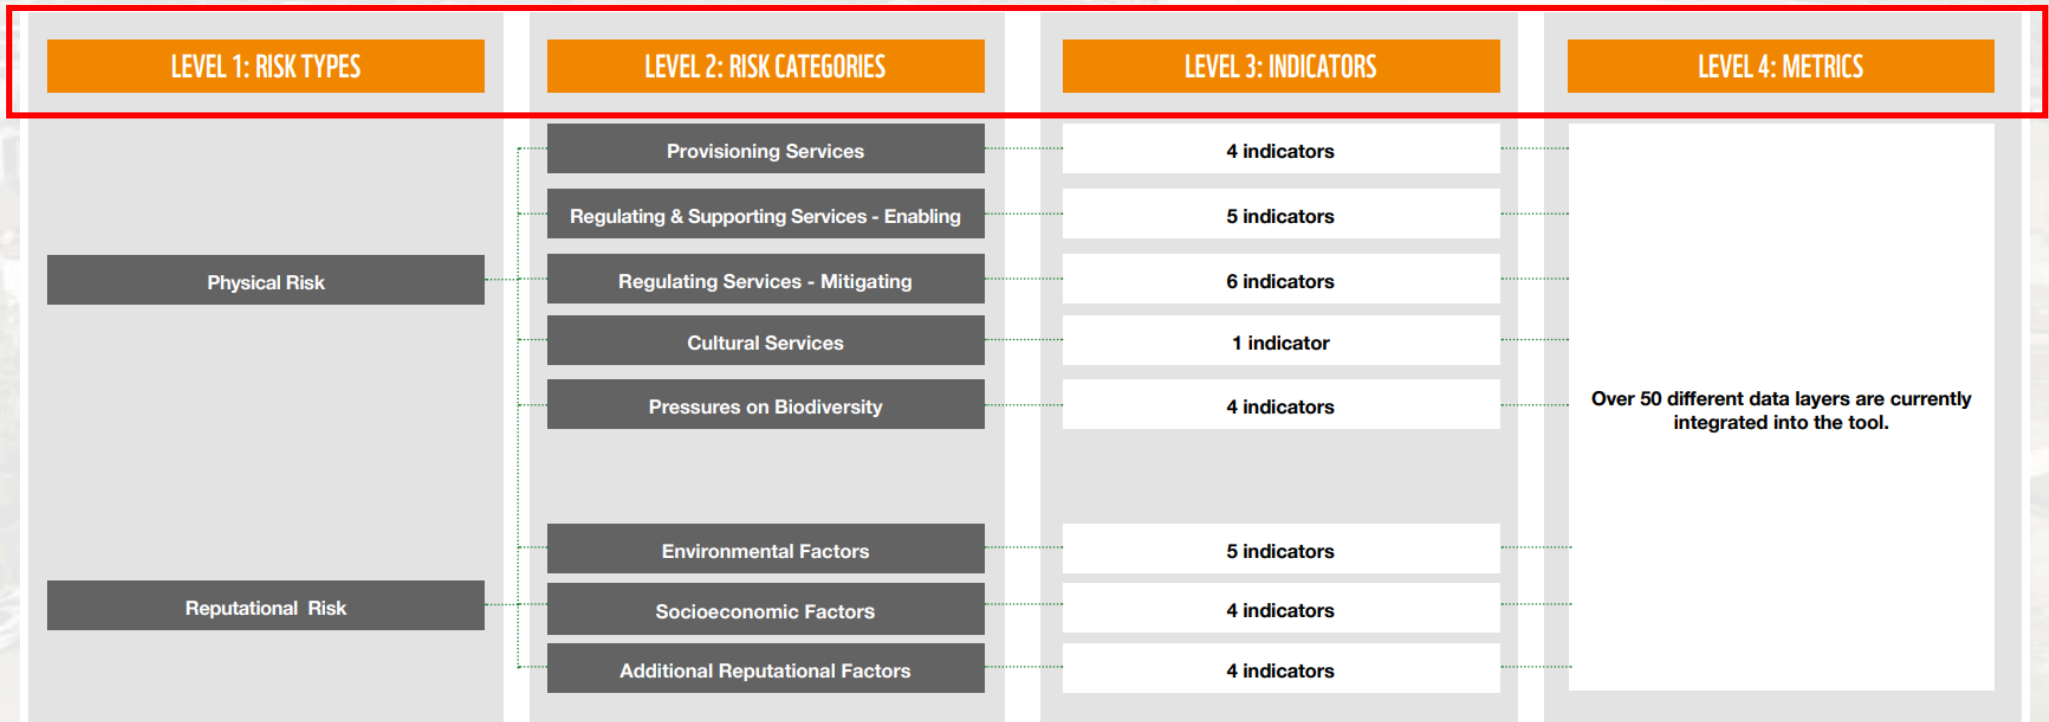 LEVEL 1: RISK TYPES
LEVEL 2: RISK CATEGORIES
LEVEL 3: INDICATORS
LEVEL 4: METRICS
Provisioning Services
4 indicators
Regulating & Supporting Services - Enabling
5 indicators
Physical Risk
Regulating Services - Mitigating
6 indicators
Cultural Services
1 indicator
Pressures on Biodiversity
4 indicators
Over 50 different data layers are currently
integrated into the tool.
Environmental Factors
5 indicators
Reputational Risk
Socioeconomic Factors
4 indicators
Additional Reputational Factors
4 indicators